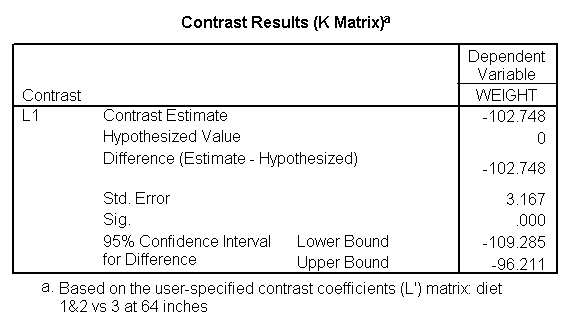 Contrast Results (K Matrix)a
Dependent
Variable
Contrast WEIGHT
L1 Contrast Estimate -102.748
Hypothesized Value 0
Difference (Estimate - Hypothesized) -102.748
Std. Error 3.167
Sig. .000
95% Confidence Interval Lower Bound -109.285
for Difference Upper Bound -96.211
a. Based on the user-specified contrast coefficients (L') matrix: diet
1&2 vs 3 at 64 inches